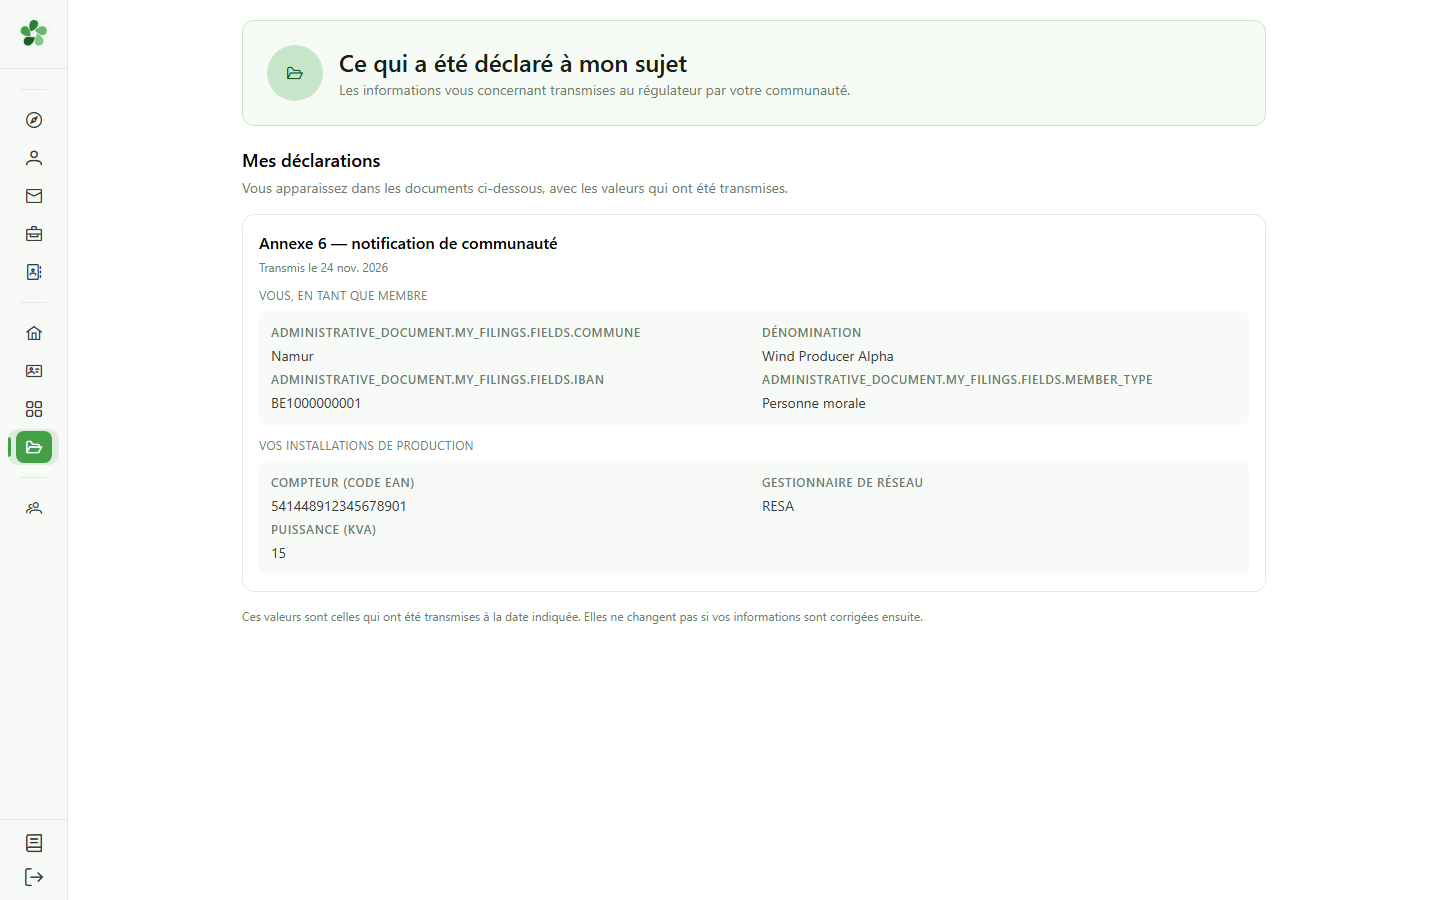 Ce qui a été déclaré à mon sujet
Les informations vous concernant transmises au régulateur par votre communauté.
Mes déclarations
Vous apparaissez dans les documents ci-dessous, avec les valeurs qui ont été transmises.
Annexe 6 — notification de communauté
Transmis le 24 nov. 2026
VOUS, EN TANT QUE MEMBRE
ADMINISTRATIVE_DOCUMENT.MY_FILINGS.FIELDS.COMMUNE
Namur
DÉNOMINATION
Wind Producer Alpha
ADMINISTRATIVE_DOCUMENT.MY_FILINGS.FIELDS.IBAN
BE1000000001
ADMINISTRATIVE_DOCUMENT.MY_FILINGS.FIELDS.MEMBER_TYPE
Personne morale
VOS INSTALLATIONS DE PRODUCTION
COMPTEUR (CODE EAN)
541448912345678901
GESTIONNAIRE DE RÉSEAU
RESA
PUISSANCE (KVA)
15
Ces valeurs sont celles qui ont été transmises à la date indiquée. Elles ne changent pas si vos informations sont corrigées ensuite.